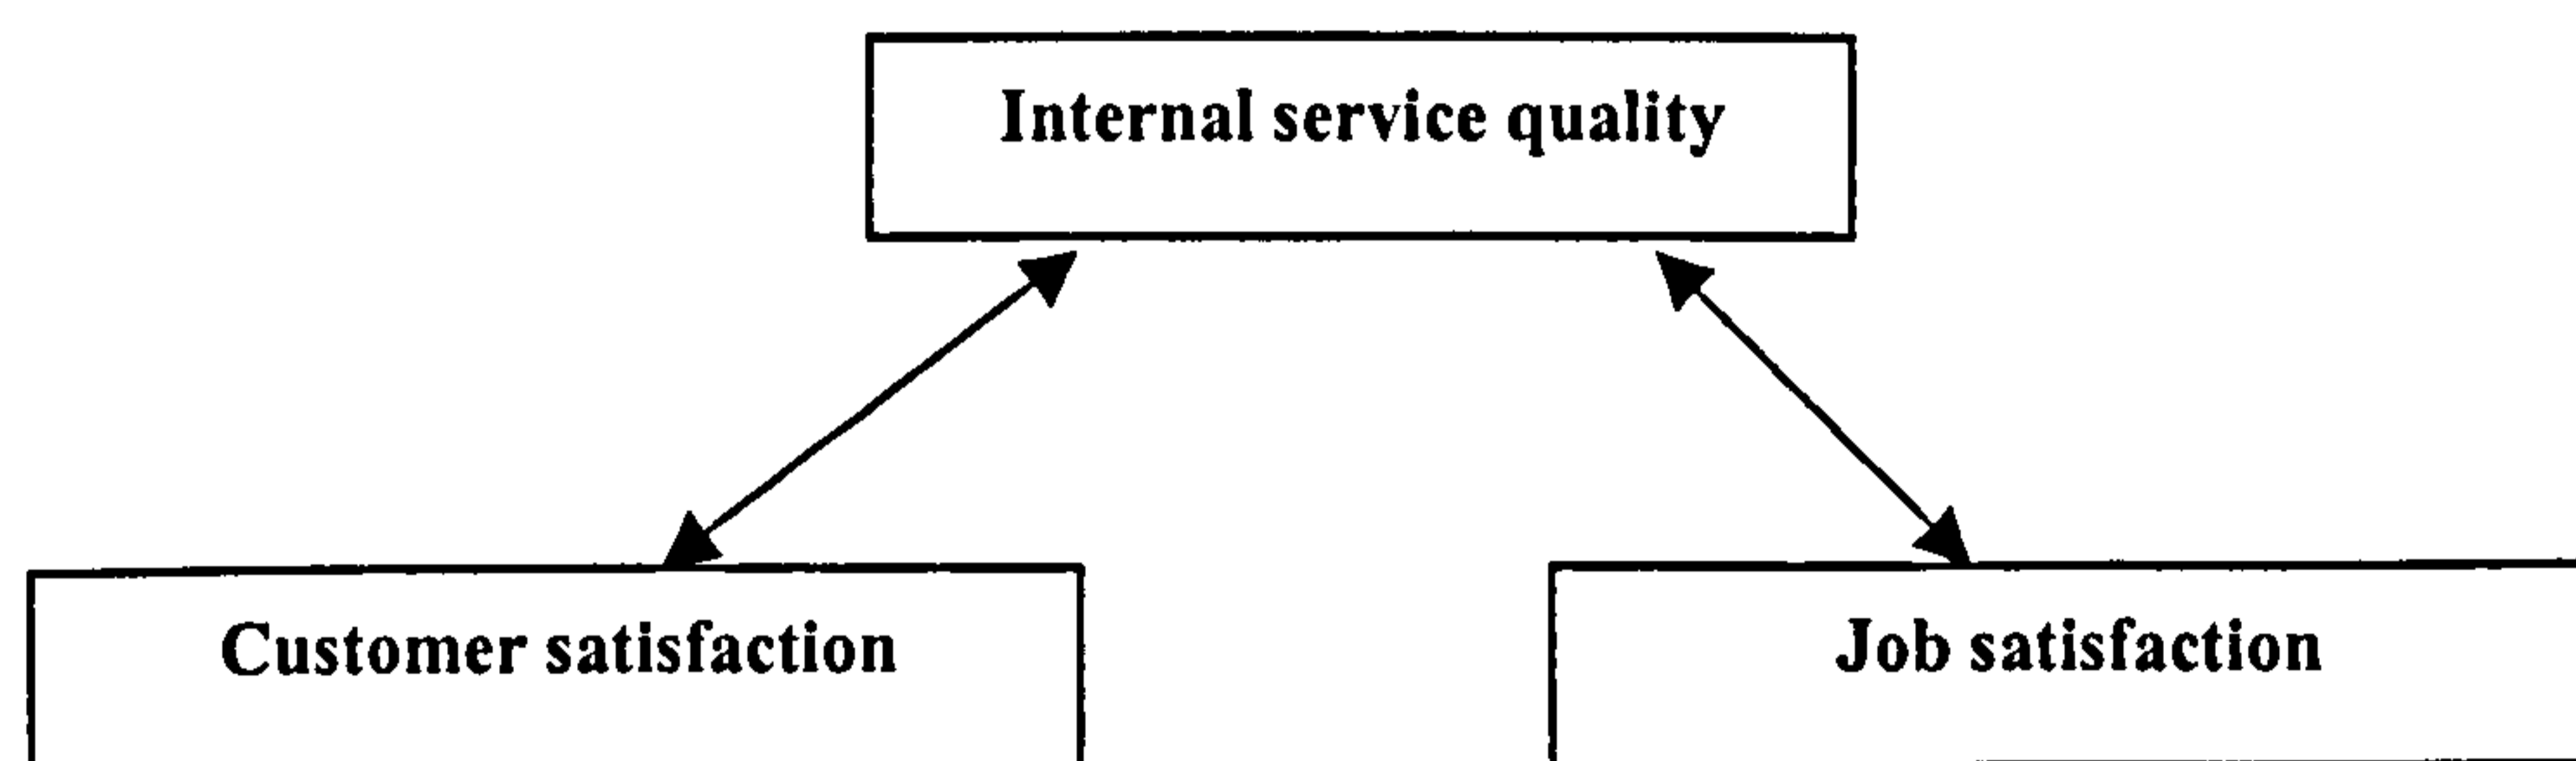 Internal service quality
Customer satisfaction
Job satisfaction